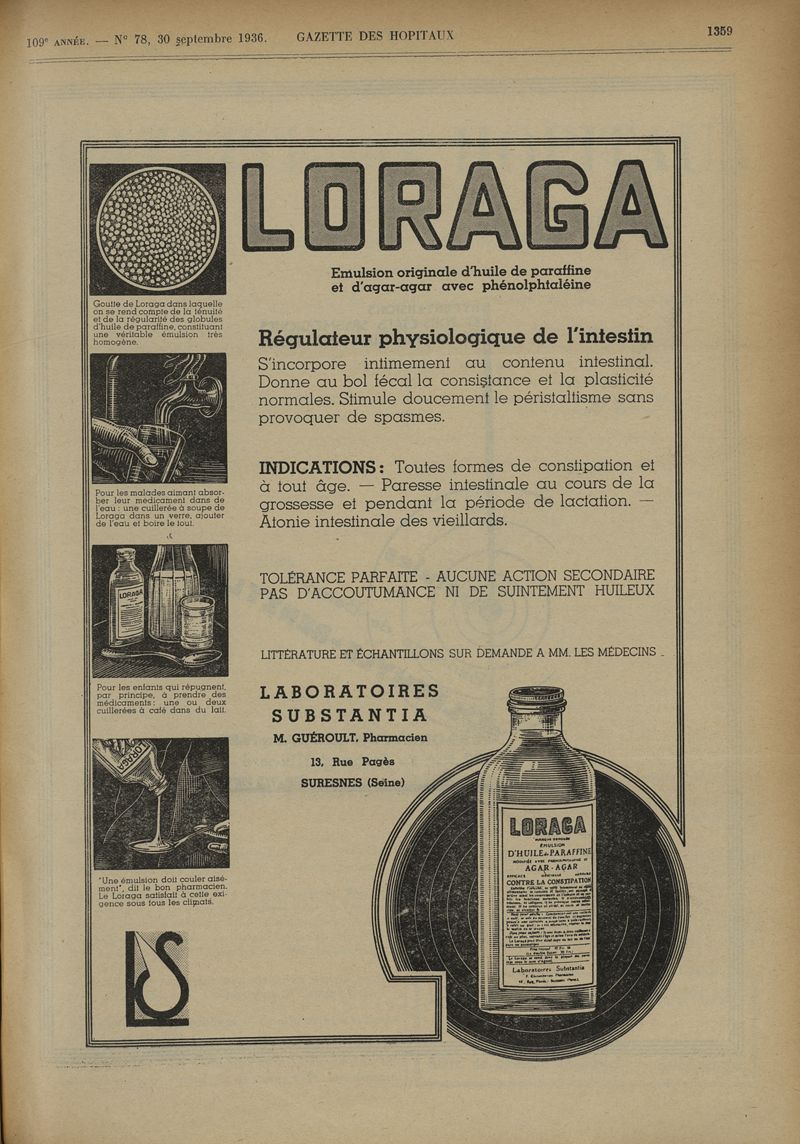 109e ANNÉE. — N° 78, 30 septembre 1936. GAZETTE DES HOPITAUX 1359
LORAGA
Emulsion originale d'huile de paraffine
et d'agar-agar avec phénolphtaléine
Goutte de Loraga dans laquelle
on se rend compte de la ténuité
et de la régularité des globules
d'huile de paraffine, constituant
une véritable émulsion très
homogène.
Régulateur physiologique de l'intestin
S'incorpore intimement au contenu intestinal.
Donne au bol fécal la consistance et la plasticité
normales. Stimule doucement le péristaltisme sans
provoquer de spasmes.
Pour les malades aimant absor-
ber leur médicament dans de
l'eau : une cuillerée à soupe de
Loraga dans un verre, ajouter
de l'eau et boire le tout.
INDICATIONS : Toutes formes de constipation et
à tout âge. — Paresse intestinale au cours de la
grossesse et pendant la période de lactation. —
Atonie intestinale des vieillards.
LORAGA
TOLÉRANCE PARFAITE - AUCUNE ACTION SECONDAIRE
PAS D'ACCOUTUMANCE NI DE SUINTEMENT HUILEUX
LITTÉRATURE ET ÉCHANTILLONS SUR DEMANDE A MM. LES MÉDECINS
Pour les enfants qui répugnent,
par principe, à prendre des
médicaments : une ou deux
cuillerées à café dans du lait.
LABORATOIRES
SUBSTANTIA
M. GUÉROULT, Pharmacien
13, Rue Pagès
SURESNES (Seine)
LORAGA
"Une émulsion doit couler aisé-
ment", dit le bon pharmacien.
Le Loraga satisfait à cette exi-
gence sous tous les climats.
LS
LORAGA
ÉMULSION
D'HUILE DE PARAFFINE
AGAR-AGAR
CONTRE LA CONSTIPATION
Laboratoires Substantia